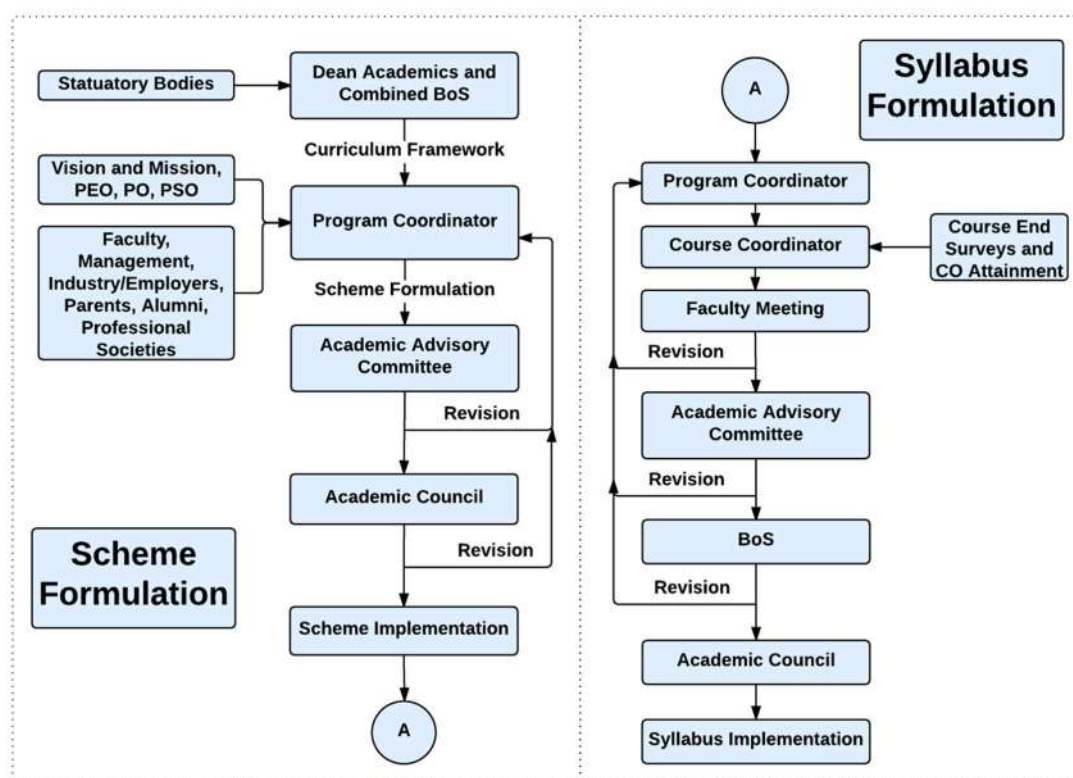 Statuatory Bodies
Dean Academics and
Combined BoS
Curriculum Framework
Vision and Mission,
PEO, PO, PSO
Program Coordinator
Faculty,
Management,
Industry/Employers,
Parents, Alumni,
Professional
Societies
Scheme Formulation
Academic Advisory
Committee
Revision
Academic Council
Revision
Scheme
Formulation
Scheme Implementation
A
Syllabus
Formulation
A
Program Coordinator
Course Coordinator
Course End
Surveys and
CO Attainment
Faculty Meeting
Revision
Academic Advisory
Committee
Revision
BoS
Revision
Academic Council
Syllabus Implementation